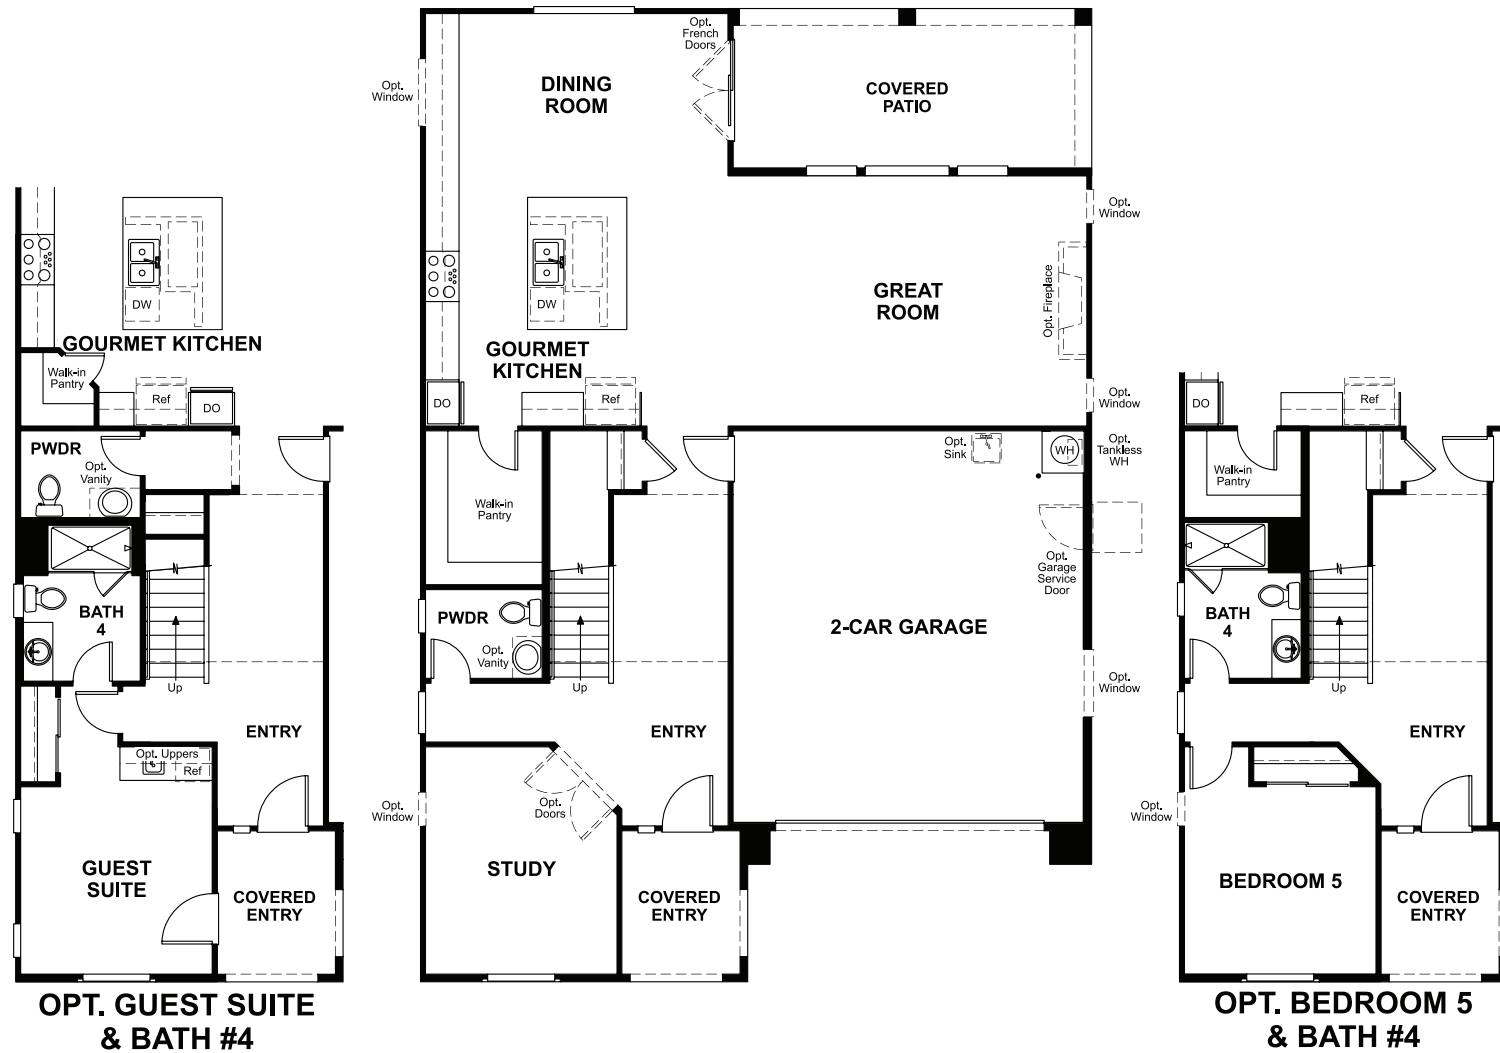 GOURMET KITCHEN
DW
Walk-in
Pantry
Ref
DO
PWDR
Opt.
Vanity
BATH
4
Up
ENTRY
Opt. Uppers
Ref
GUEST
SUITE
COVERED
ENTRY
OPT. GUEST SUITE
& BATH #4
Opt.
French
Doors
DINING
ROOM
COVERED
PATIO
Opt.
Window
Opt.
Window
DW
GREAT
ROOM
Opt. Fireplace
GOURMET
KITCHEN
DO
Ref
Opt.
Window
Opt.
Sink
WH
Opt.
Tankless
WH
Walk-in
Pantry
Opt.
Garage
Service
Door
PWDR
Opt.
Vanity
2-CAR GARAGE
Up
Opt.
Window
ENTRY
Opt.
Window
Opt.
Doors
STUDY
COVERED
ENTRY
DO
Ref
Walk-in
Pantry
BATH
4
Up
ENTRY
Opt.
Window
BEDROOM 5
COVERED
ENTRY
OPT. BEDROOM 5
& BATH #4